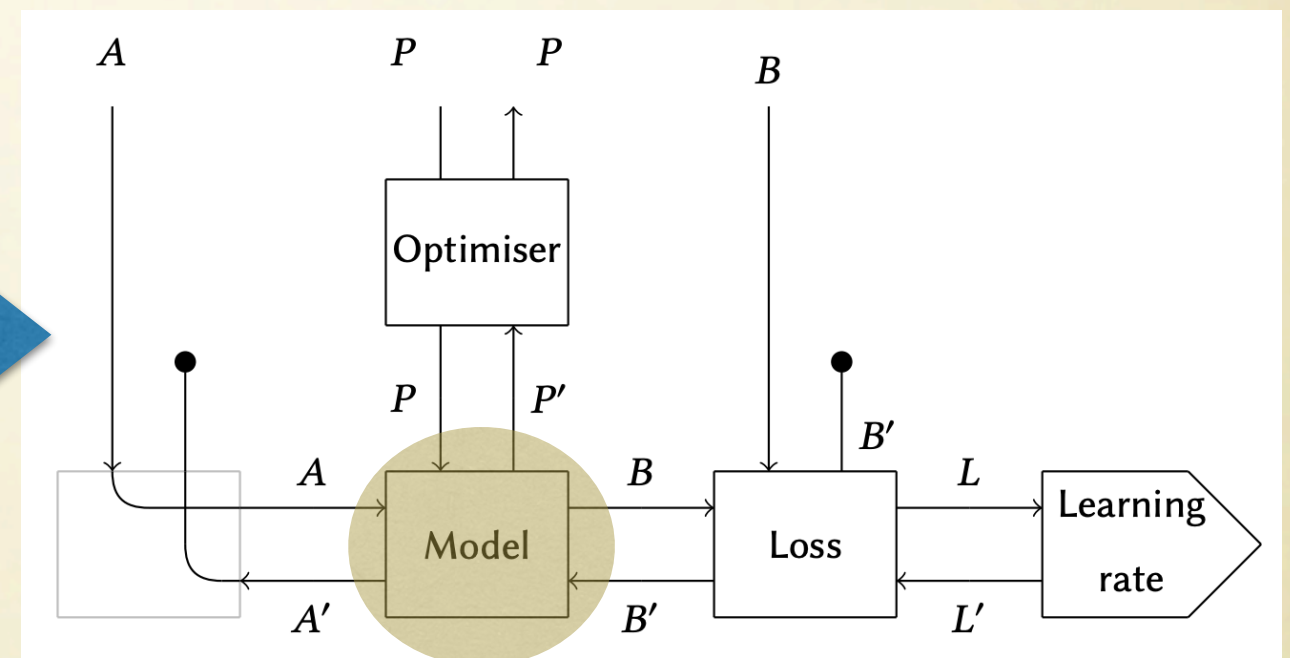 A
P
P
B
Optimiser
P
P′
B′
A
B
L
Learning
rate
Model
Loss
A′
B′
L′